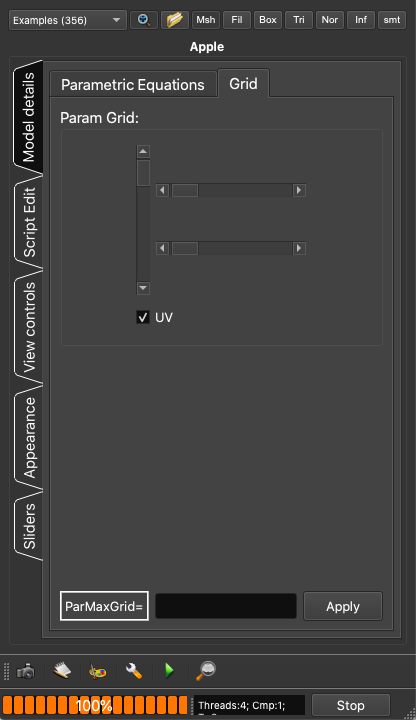 Examples (356)
Msh
Fil
Box
Tri
Nor
Inf
smt
Apple
Model details
Script Edit
View controls
Appearance
Sliders
Parametric Equations
Grid
Param Grid:
UV
ParMaxGrid=
Apply
100%
Threads:4; Cmp:1;
Stop